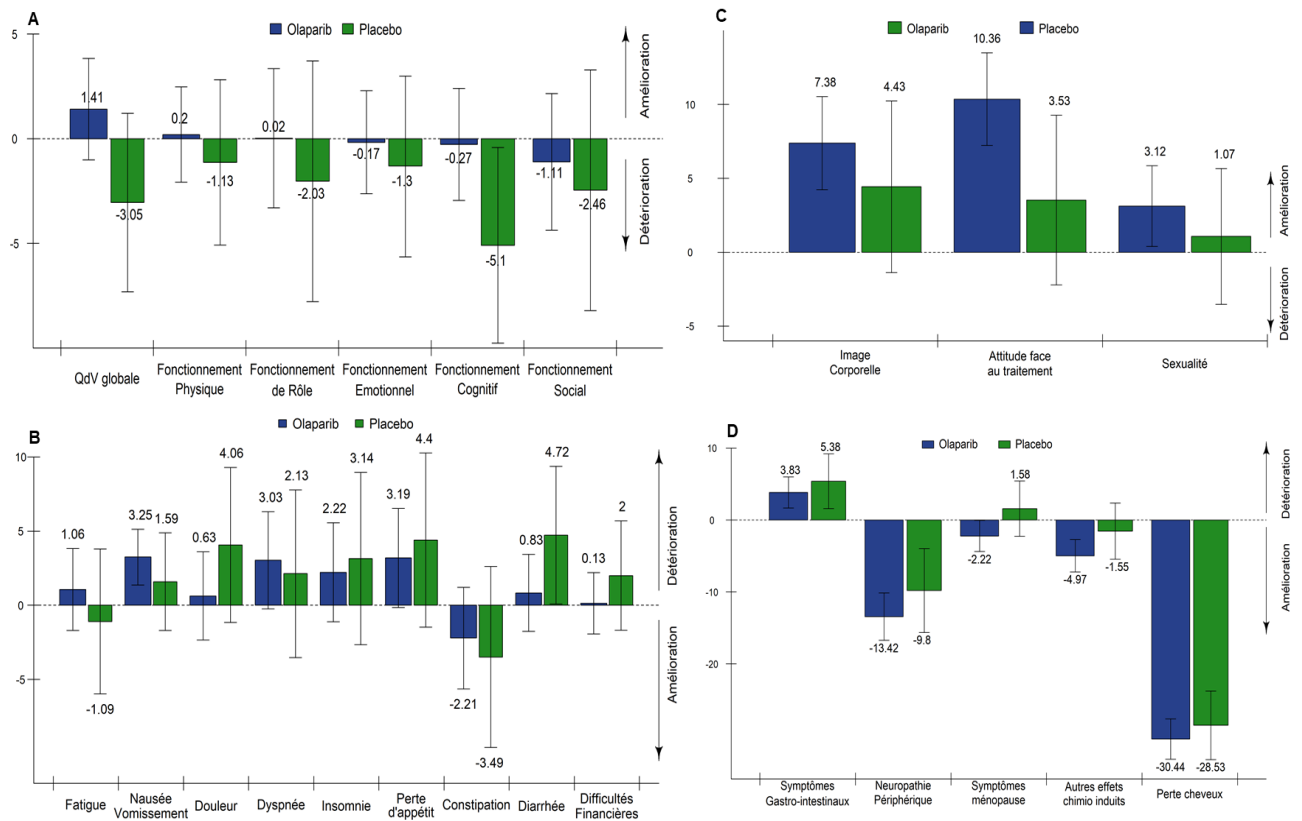 A
Olaparib Placebo
5
0
-5
1.41
-3.05
0.2
-1.13
0.02
-2.03
-0.17
-1.3
-0.27
-5.1
-1.11
-2.46
Amélioration
Détérioration
QdV globale
Fonctionnement
Physique
Fonctionnement
de Rôle
Fonctionnement
Emotionnel
Fonctionnement
Cognitif
Fonctionnement
Social
C
Olaparib Placebo
10
5
0
-5
7.38
4.43
10.36
3.53
3.12
1.07
Amélioration
Détérioration
Image
Corporelle
Attitude face
au traitement
Sexualité
B
Olaparib Placebo
10
5
0
-5
1.06
-1.09
3.25
1.59
0.63
4.06
3.03
2.13
2.22
3.14
3.19
4.4
-2.21
-3.49
0.83
4.72
0.13
2
Détérioration
Amélioration
Fatigue
Nausée
Vomissement
Douleur
Dyspnée
Insomnie
Perte
d'appétit
Constipation
Diarrhée
Difficultés
Financières
D
Olaparib Placebo
10
0
-10
-20
3.83
5.38
-13.42
-9.8
-2.22
1.58
-4.97
-1.55
-30.44
-28.53
Détérioration
Amélioration
Symptômes
Gastro-intestinaux
Neuropathie
Périphérique
Symptômes
ménopause
Autres effets
chimio induits
Perte cheveux